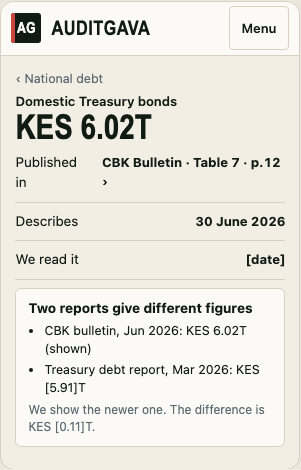 AG AUDITGAVA Menu
‹ National debt
Domestic Treasury bonds
KES 6.02T
Published in CBK Bulletin · Table 7 · p.12 ›
Describes 30 June 2026
We read it [date]
Two reports give different figures
• CBK bulletin, Jun 2026: KES 6.02T
(shown)
• Treasury debt report, Mar 2026: KES
[5.91]T
We show the newer one. The difference is
KES [0.11]T.